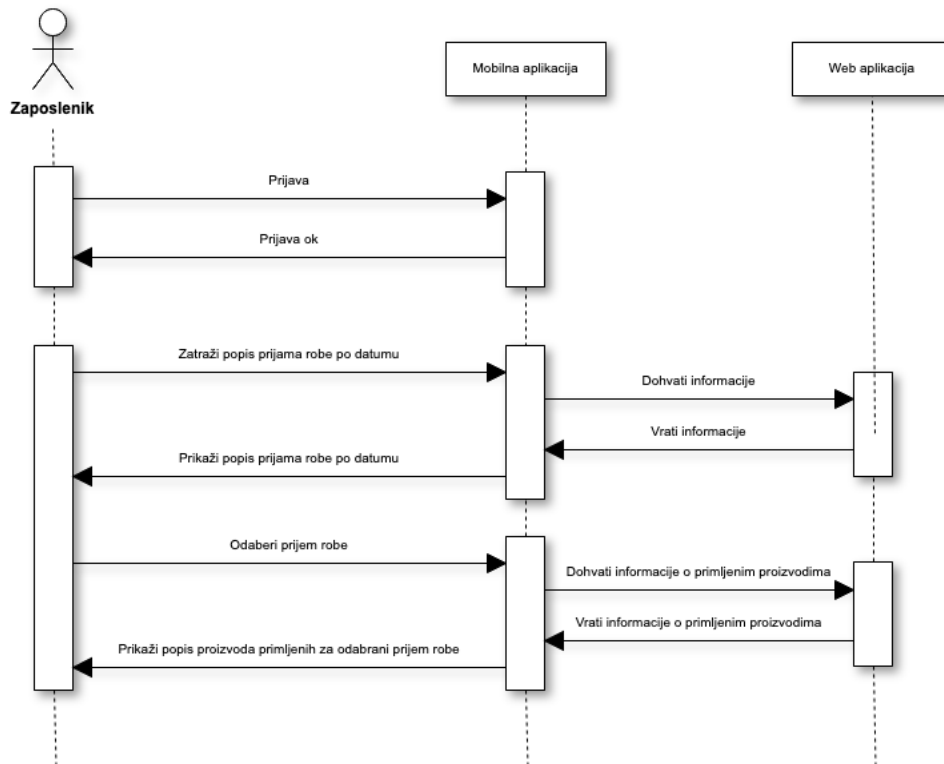 Mobilna aplikacija
Web aplikacija
Zaposlenik
Prijava
Prijava ok
Zatraži popis prijama robe po datumu
Dohvati informacije
Vrati informacije
Prikaži popis prijama robe po datumu
Odaberi prijem robe
Dohvati informacije o primljenim proizvodima
Vrati informacije o primljenim proizvodima
Prikaži popis proizvoda primljenih za odabrani prijem robe